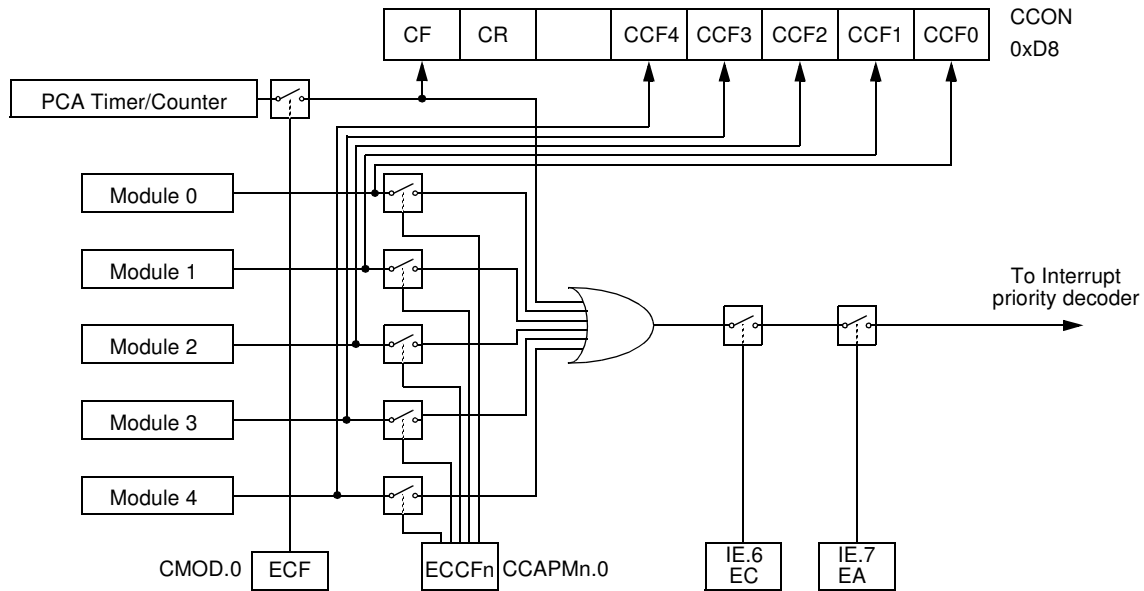 CF CR CCF4 CCF3 CCF2 CCF1 CCF0
CCON
0xD8
PCA Timer/Counter
Module 0
Module 1
Module 2
Module 3
Module 4
To Interrupt
priority decoder
CMOD.0
ECF
ECCFn
CCAPMn.0
IE.6
EC
IE.7
EA